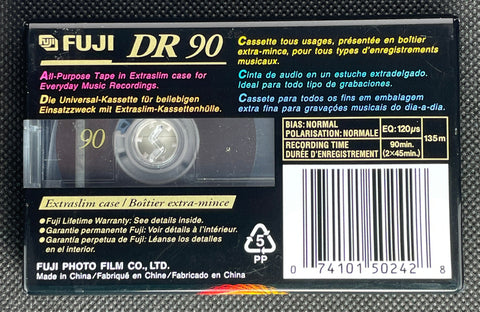 FUJI DR 90
All-Purpose Tape in Extraslim case for
Everyday Music Recordings.
Die Universal-Kassette für beliebigen
Einsatzzweck mit Extraslim-Kassettenhülle.
Cassette tous usages, présentée en boîtier
extra-mince, pour tous types d'enregistrements
musicaux.
Cinta de audio en un estuche extradelgado.
Ideal para todo tipo de grabaciones.
Cassete para todos os fins em embalagem
extra fina para gravações musicais do dia-a-dia.
90
BIAS: NORMAL
POLARISATION: NORMALE
EQ: 120μs
RECORDING TIME
DURÉE D'ENREGISTREMENT
90min.
(2×45min.)
135m
Extraslim case / Boîtier extra-mince
•Fuji Lifetime Warranty: See details inside.
•Garantie permanente Fuji: Voir détails à l'intérieur.
•Garantía perpetua de Fuji: Léanse los detalles
en el interior.
FUJI PHOTO FILM CO., LTD.
Made in China/Fabriqué en Chine/Fabricado en China
5
PP
0 74101 50242 8